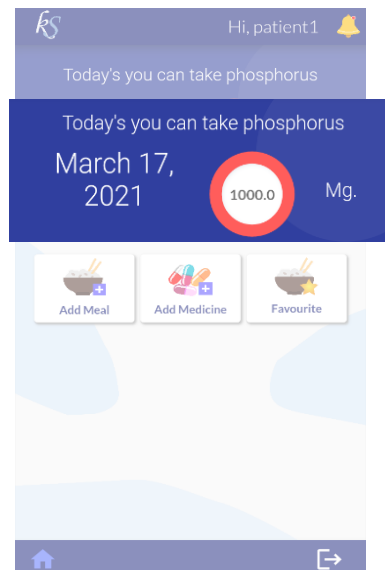 kS
Hi, patient1
Today's you can take phosphorus
Today's you can take phosphorus
March 17,
2021
1000.0
Mg.
Add Meal
Add Medicine
Favourite